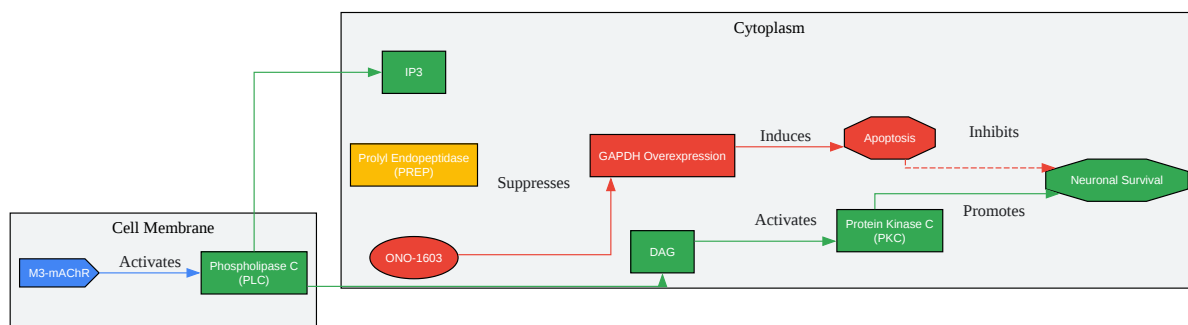 Cytoplasm
IP3
Induces
Apoptosis
Inhibits
Prolyl Endopeptidase
(PREP)
GAPDH Overexpression
Suppresses
Neuronal Survival
Cell Membrane
Activates
Protein Kinase C
(PKC)
Promotes
M3-mAChR
Activates
Phospholipase C
(PLC)
ONO-1603
DAG